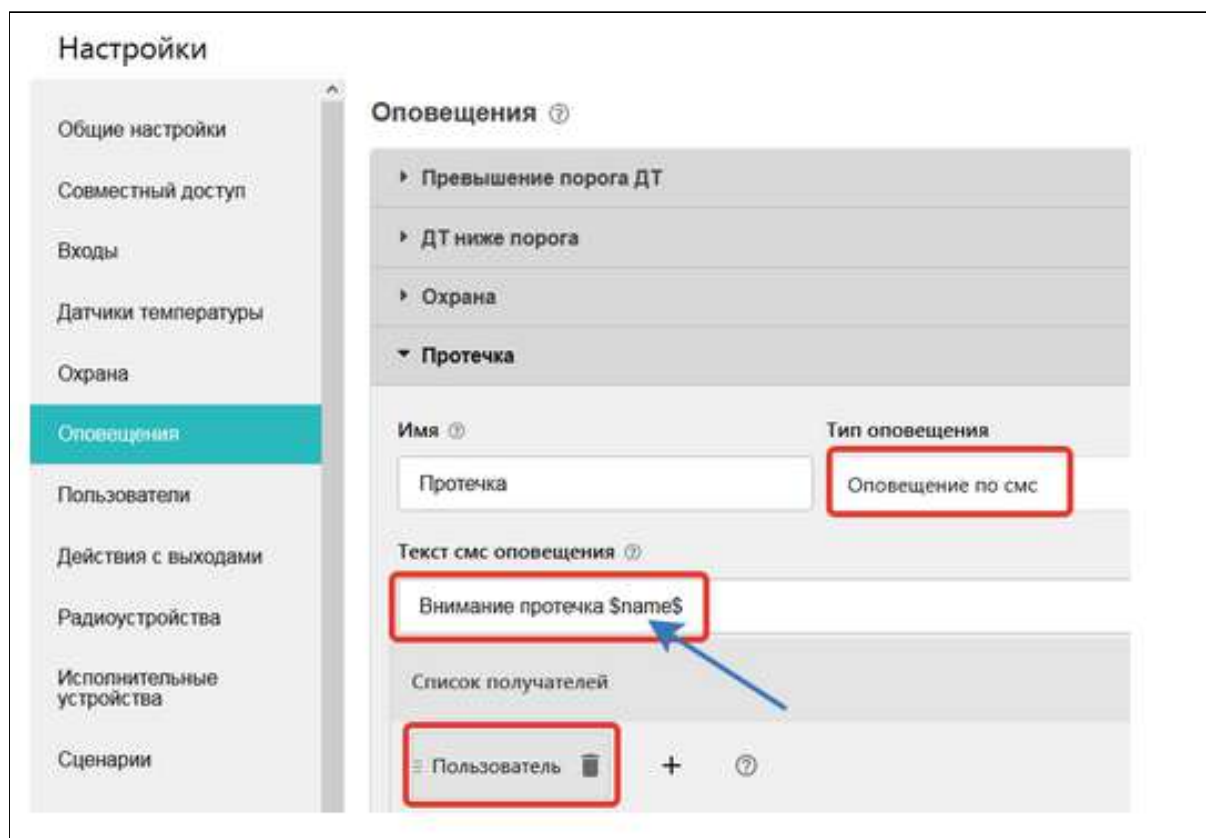 Настройки
Общие настройки
Совместный доступ
Входы
Датчики температуры
Охрана
Оповещения
Пользователи
Действия с выходами
Радиоустройства
Исполнительные
устройства
Сценарии
Оповещения ?
Превышение порога ДТ
ДТ ниже порога
Охрана
Протечка
Имя ?
Тип оповещения
Протечка
Оповещение по смс
Текст смс оповещения ?
Внимание протечка $name$
Список получателей
Пользователь + ?